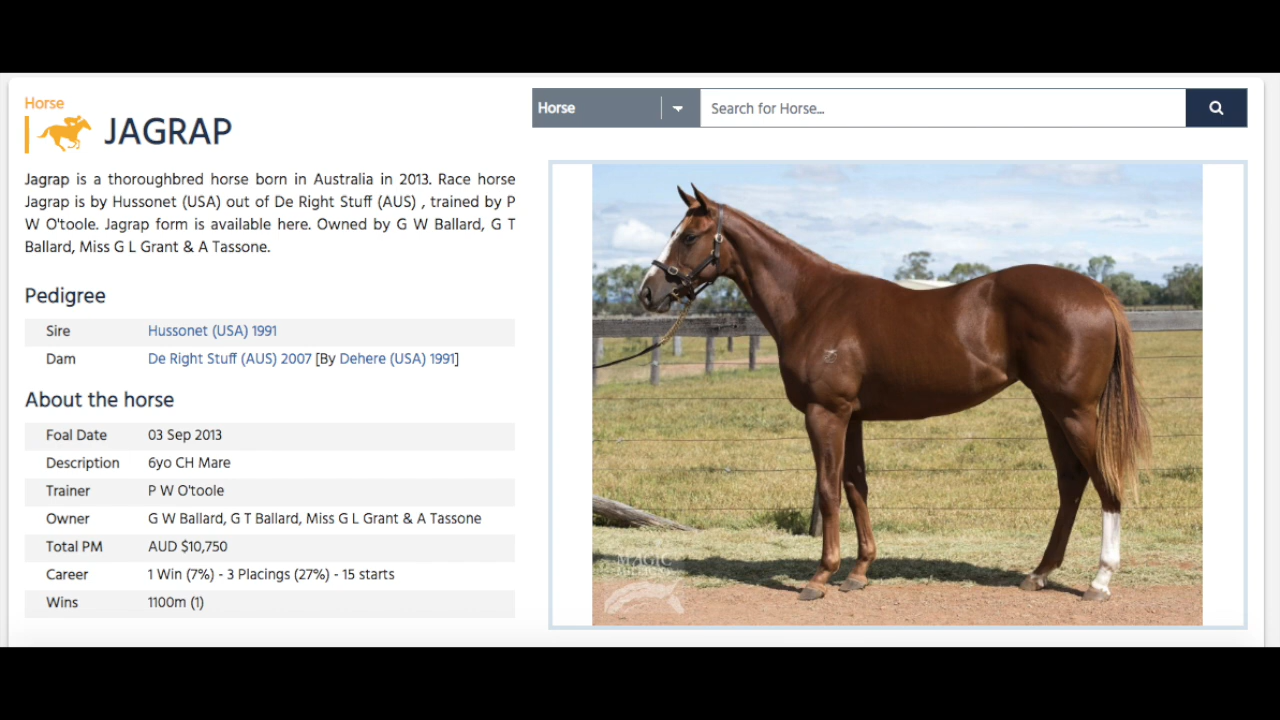 Horse
JAGRAP
Jagrap is a thoroughbred horse born in Australia in 2013. Race horse
Jagrap is by Hussonet (USA) out of De Right Stuff (AUS) , trained by P
W O'toole. Jagrap form is available here. Owned by G W Ballard, G T
Ballard, Miss G L Grant & A Tassone.
Pedigree
Sire Hussonet (USA) 1991
Dam De Right Stuff (AUS) 2007 [By Dehere (USA) 1991]
About the horse
Foal Date 03 Sep 2013
Description 6yo CH Mare
Trainer P W O'toole
Owner G W Ballard, G T Ballard, Miss G L Grant & A Tassone
Total PM AUD $10,750
Career 1 Win (7%) - 3 Placings (27%) - 15 starts
Wins 1100m (1)
Horse
Search for Horse...
MAGIC
MILLIONS